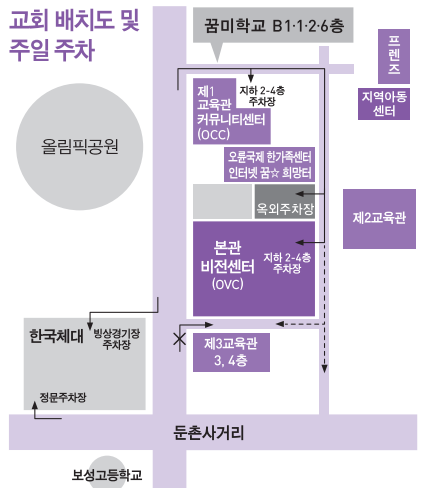 교회 배치도 및
주일 주차
꿈미학교 B1·1·2·6층
프렌즈
지역아동
센터
제1
교육관
커뮤니티센터
(OCC)
지하 2-4층
주차장
올림픽공원
오륜국제 한가족센터
인터넷 꿈☆ 희망터
옥외주차장
제2교육관
본관
비전센터
(OVC)
지하 2-4층
주차장
한국체대
빙상경기장
주차장
정문주차장
제3교육관
3, 4층
둔촌사거리
보성고등학교